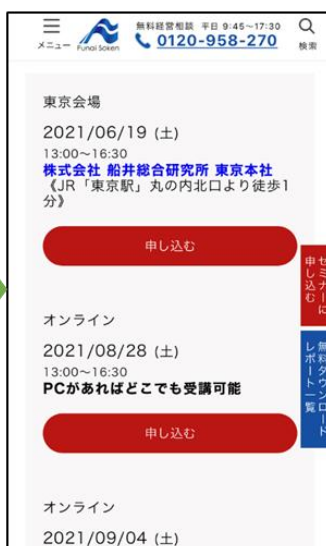 無料経営相談 平日 9:45〜17:30
メニュー
Funai Soken
0120-958-270
検索
東京会場
2021/06/19 (土)
13:00〜16:30
株式会社 船井総合研究所 東京本社
《JR「東京駅」丸の内北口より徒歩1
分》
申し込む
セミナーに
申し込む
オンライン
2021/08/28 (土)
13:00〜16:30
PCがあればどこでも受講可能
無料ダウンロード
レポート一覧
申し込む
オンライン
2021/09/04 (土)